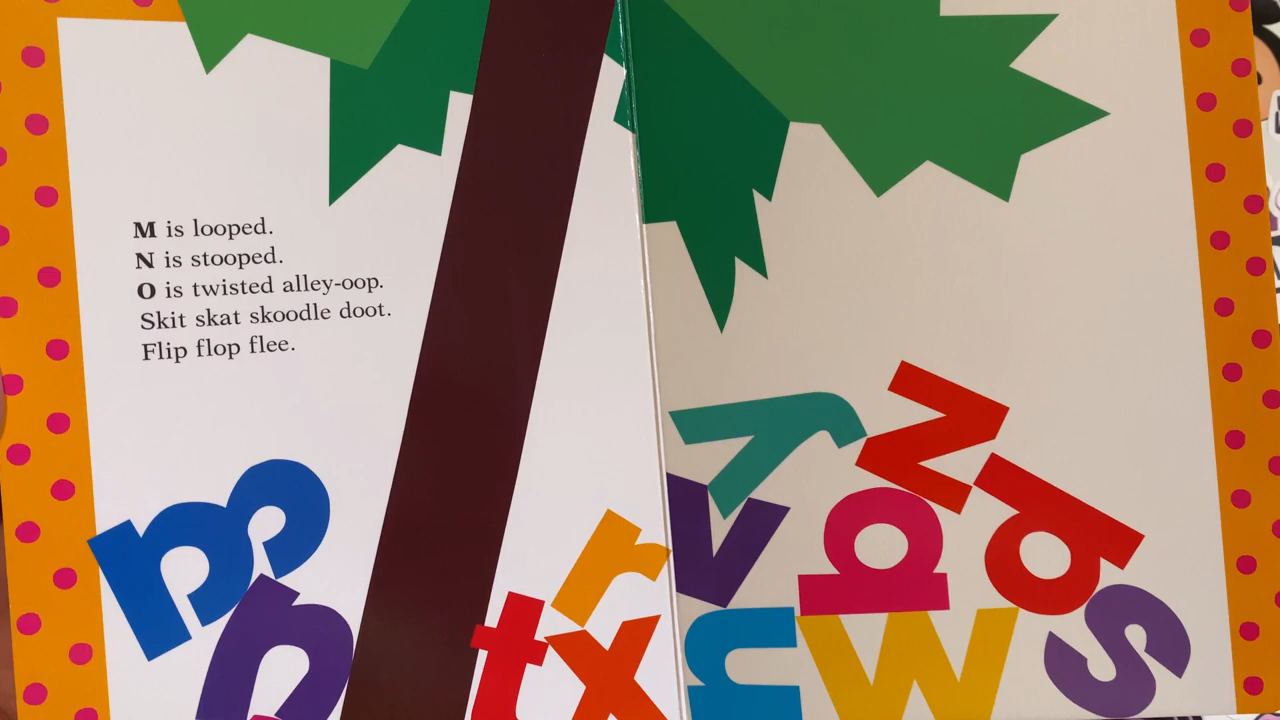 M is looped.
N is stooped.
O is twisted alley-oop.
Skit skat skoodle doot.
Flip flop flee.